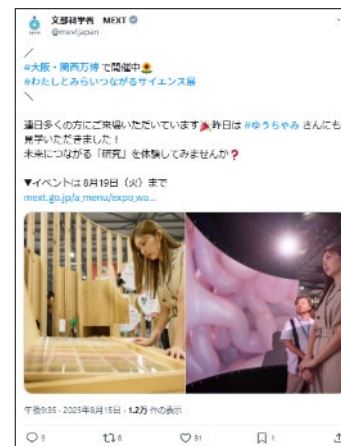 文部科学省 MEXT
@mextjapan
／
#大阪・関西万博 で開催中🌻
#わたしとみらいつながるサイエンス展
＼
連日多くの方にご来場いただいています🎉昨日は #ゆうちゃみ さんにも
見学いただきました！
未来につながる「研究」を体験してみませんか❓
▼イベントは 8月19日（火）まで
mext.go.jp/a_menu/expo_wa...
午後9:35 · 2025年8月15日 · 1.2万 件の表示
8
81
1